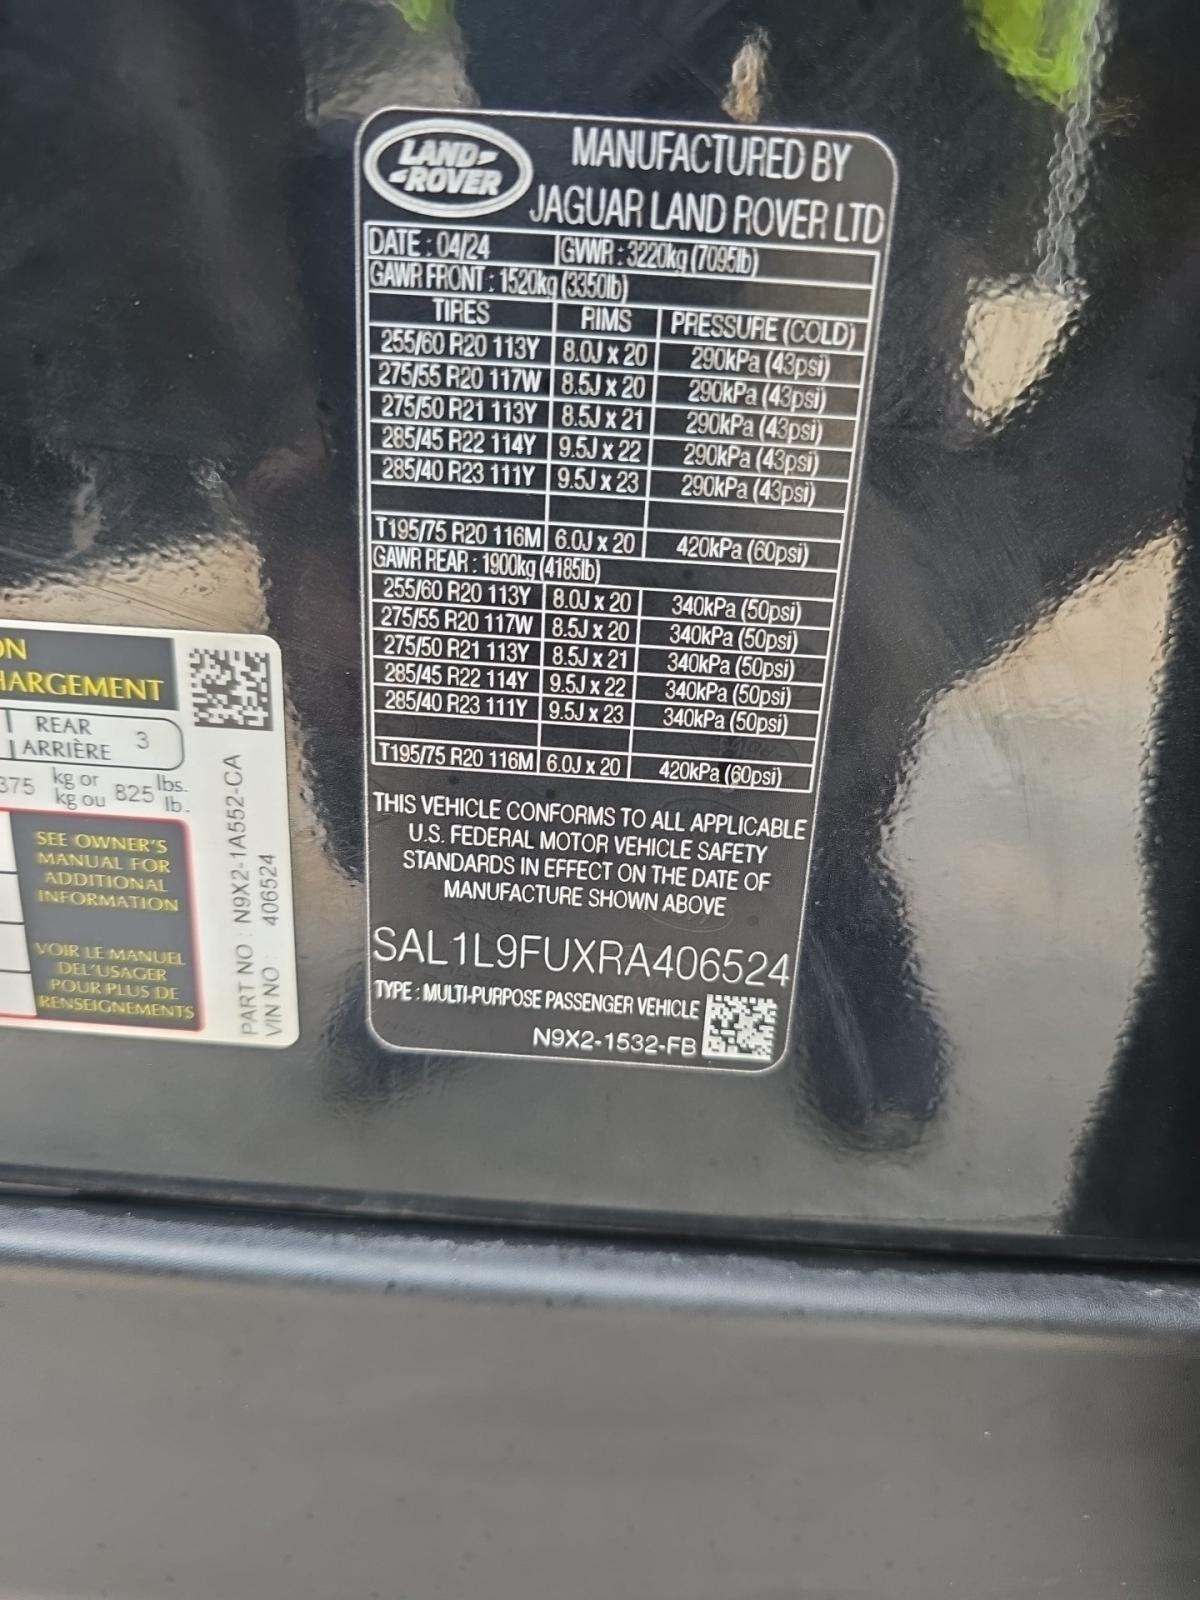 LAND-
-ROVER
MANUFACTURED BY
JAGUAR LAND ROVER LTD
DATE : 04/24 GVWR : 3220kg (7095lb)
GAWR FRONT : 1520kg (3350lb)
TIRES RIMS PRESSURE (COLD)
255/60 R20 113Y 8.0J x 20 290kPa (43psi)
275/55 R20 117W 8.5J x 20 290kPa (43psi)
275/50 R21 113Y 8.5J x 21 290kPa (43psi)
285/45 R22 114Y 9.5J x 22 290kPa (43psi)
285/40 R23 111Y 9.5J x 23 290kPa (43psi)
T195/75 R20 116M 6.0J x 20 420kPa (60psi)
GAWR REAR : 1900kg (4185lb)
255/60 R20 113Y 8.0J x 20 340kPa (50psi)
275/55 R20 117W 8.5J x 20 340kPa (50psi)
275/50 R21 113Y 8.5J x 21 340kPa (50psi)
285/45 R22 114Y 9.5J x 22 340kPa (50psi)
285/40 R23 111Y 9.5J x 23 340kPa (50psi)
T195/75 R20 116M 6.0J x 20 420kPa (60psi)
THIS VEHICLE CONFORMS TO ALL APPLICABLE
U.S. FEDERAL MOTOR VEHICLE SAFETY
STANDARDS IN EFFECT ON THE DATE OF
MANUFACTURE SHOWN ABOVE
SAL1L9FUXRA406524
TYPE : MULTI-PURPOSE PASSENGER VEHICLE
N9X2-1532-FB
ON
HARGEMENT
REAR
ARRIÈRE 3
375 kg or 825 lbs.
kg ou lb.
SEE OWNER'S
MANUAL FOR
ADDITIONAL
INFORMATION
VOIR LE MANUEL
DEL'USAGER
POUR PLUS DE
RENSEIGNEMENTS
PART NO : N9X2-1A552-CA
VIN NO : 406524